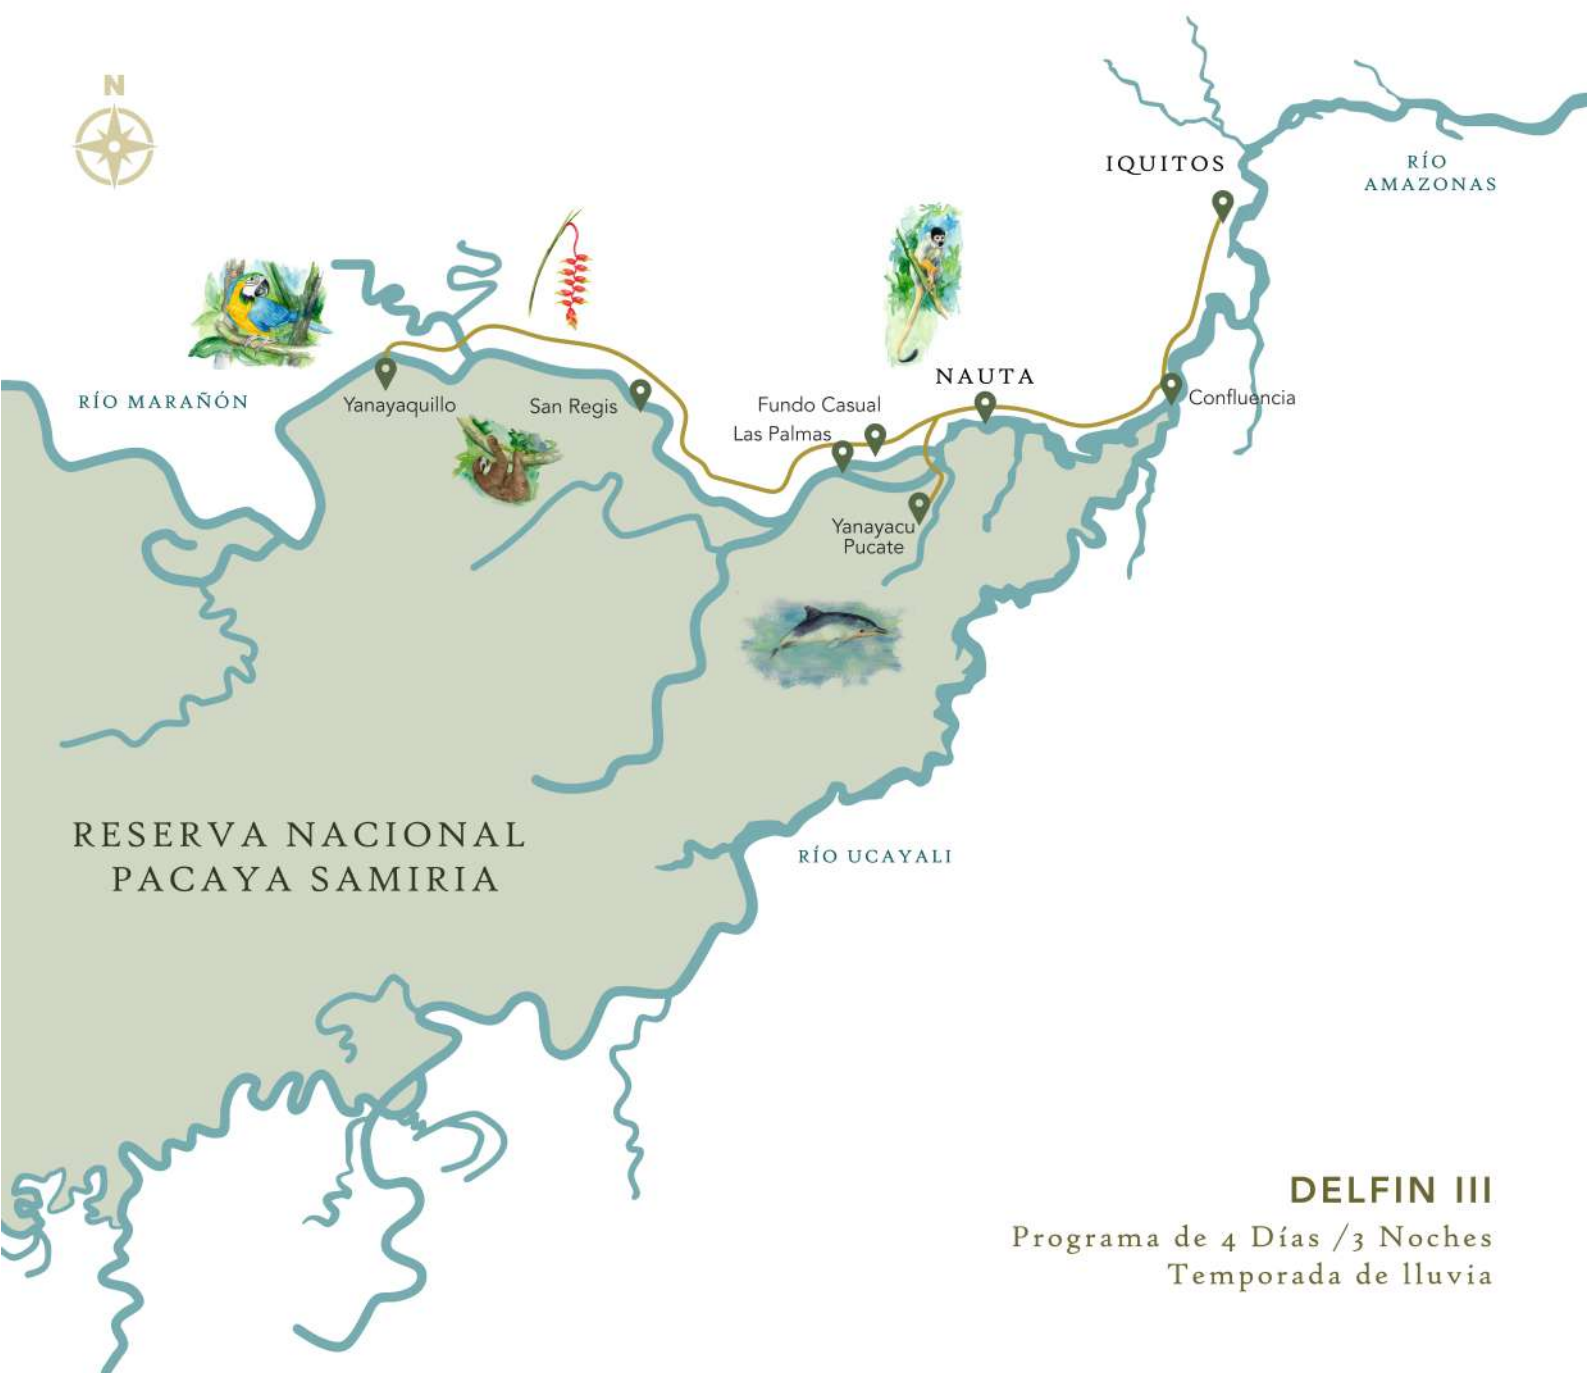 N
IQUITOS
RÍO
AMAZONAS
NAUTA
RÍO MARAÑÓN
Yanayaquillo
San Regis
Fundo Casual
Las Palmas
Confluencia
Yanayacu
Pucate
RESERVA NACIONAL
PACAYA SAMIRIA
RÍO UCAYALI
DELFIN III
Programa de 4 Días /3 Noches
Temporada de lluvia